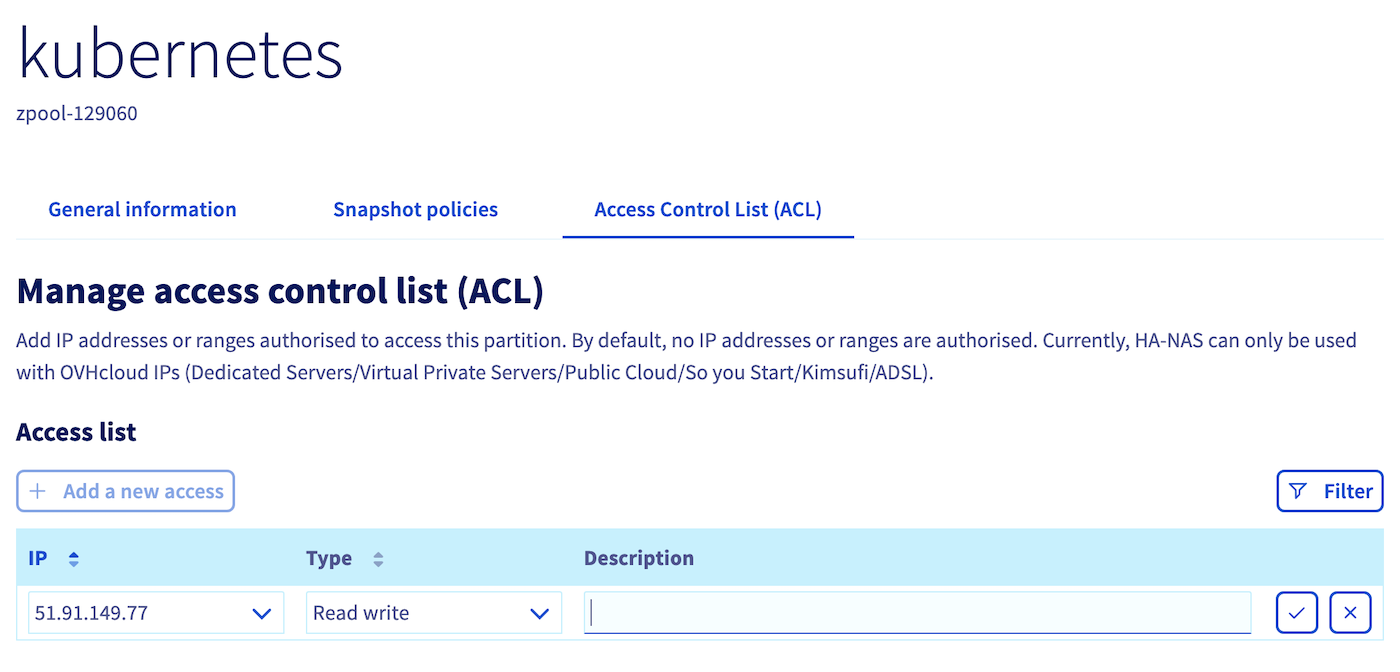 kubernetes
zpool-129060
General information Snapshot policies Access Control List (ACL)
Manage access control list (ACL)
Add IP addresses or ranges authorised to access this partition. By default, no IP addresses or ranges are authorised. Currently, HA-NAS can only be used
with OVHcloud IPs (Dedicated Servers/Virtual Private Servers/Public Cloud/So you Start/Kimsufi/ADSL).
Access list
Add a new access Filter
IP Type Description
51.91.149.77 Read write